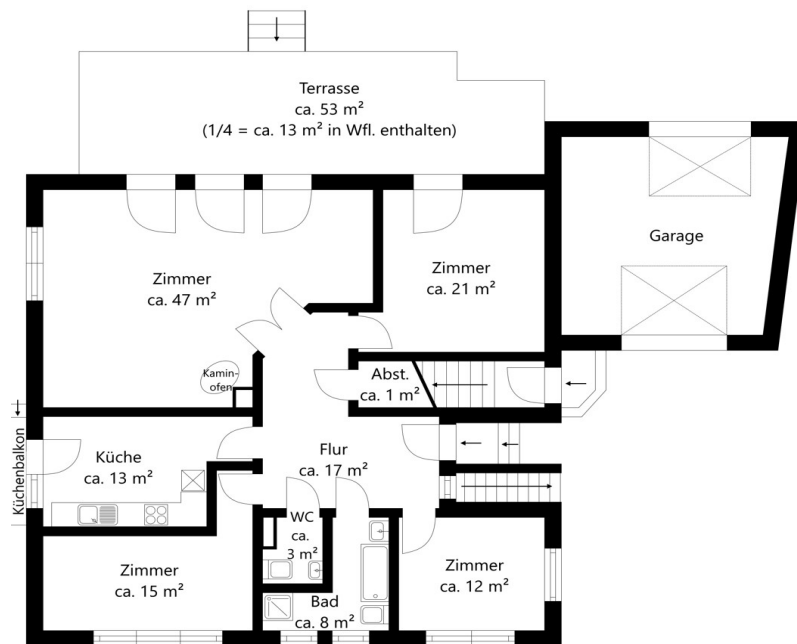 Terrasse
ca. 53 m²
(1/4 = ca. 13 m² in Wfl. enthalten)
Garage
Zimmer
ca. 47 m²
Zimmer
ca. 21 m²
Kamin-
ofen
Abst.
ca. 1 m²
Küchenbalkon
Küche
ca. 13 m²
Flur
ca. 17 m²
WC
ca.
3 m²
Zimmer
ca. 15 m²
Bad
ca. 8 m²
Zimmer
ca. 12 m²